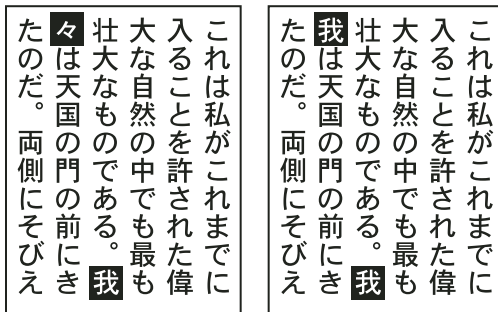 これは私がこれまでに
入ることを許された偉
大な自然の中でも最も
壮大なものである。我
々は天国の門の前にき
たのだ。両側にそびえ
これは私がこれまでに
入ることを許された偉
大な自然の中でも最も
壮大なものである。我
我は天国の門の前にき
たのだ。両側にそびえ